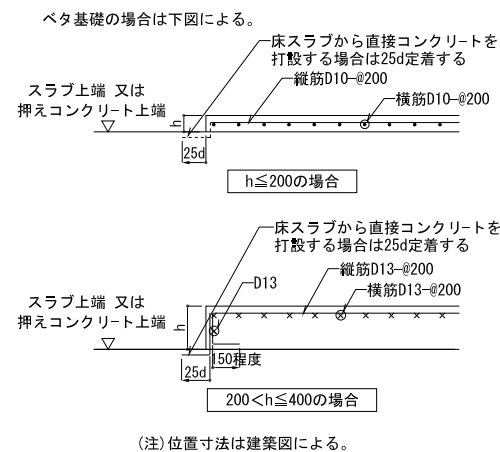 ベタ基礎の場合は下図による。
床スラブから直接コンクリートを
打設する場合は25d定着する
縦筋D10-@200
スラブ上端 又は
押えコンクリート上端
横筋D10-@200
h
25d
h≦200の場合
床スラブから直接コンクリートを
打設する場合は25d定着する
縦筋D13-@200
D13
横筋D13-@200
スラブ上端 又は
押えコンクリート上端
h
150程度
25d
200<h≦400の場合
(注)位置寸法は建築図による。